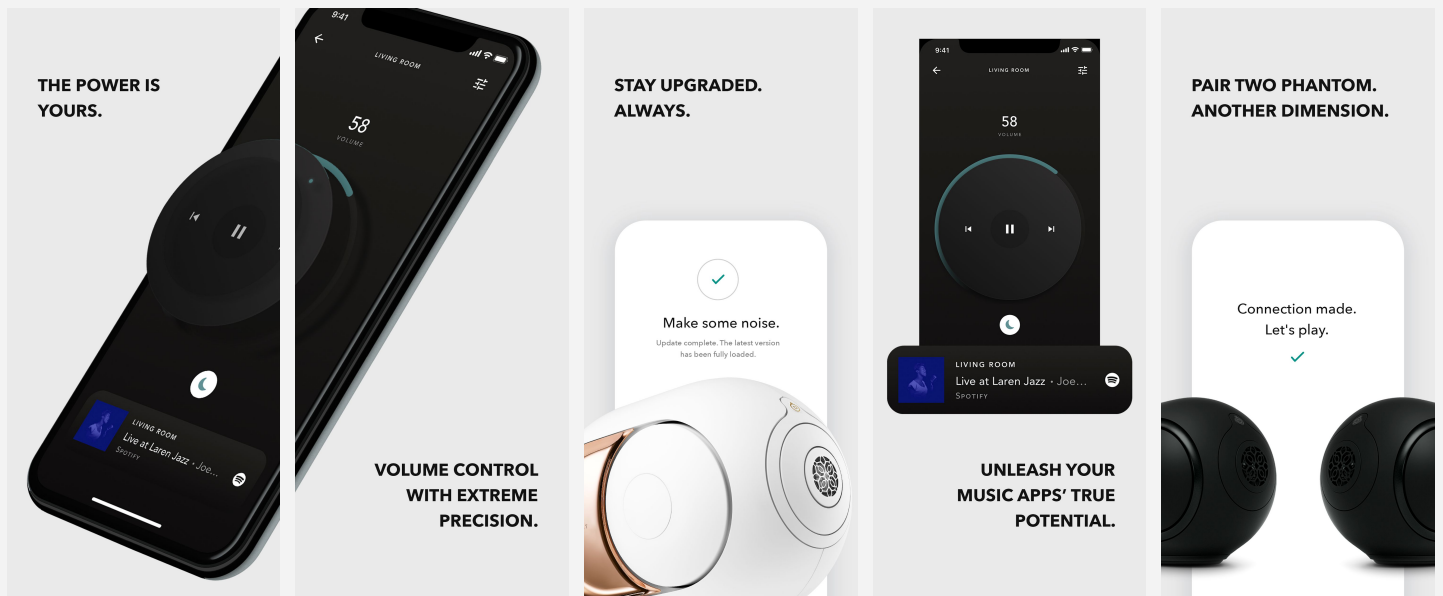 THE POWER IS
YOURS.
LIVING ROOM
Live at Laren Jazz • Joe...
SPOTIFY
9:41
LIVING ROOM
58
VOLUME
VOLUME CONTROL
WITH EXTREME
PRECISION.
STAY UPGRADED.
ALWAYS.
Make some noise.
Update complete. The latest version
has been fully loaded.
9:41
LIVING ROOM
58
VOLUME
LIVING ROOM
Live at Laren Jazz • Joe...
SPOTIFY
UNLEASH YOUR
MUSIC APPS’ TRUE
POTENTIAL.
PAIR TWO PHANTOM.
ANOTHER DIMENSION.
Connection made.
Let's play.